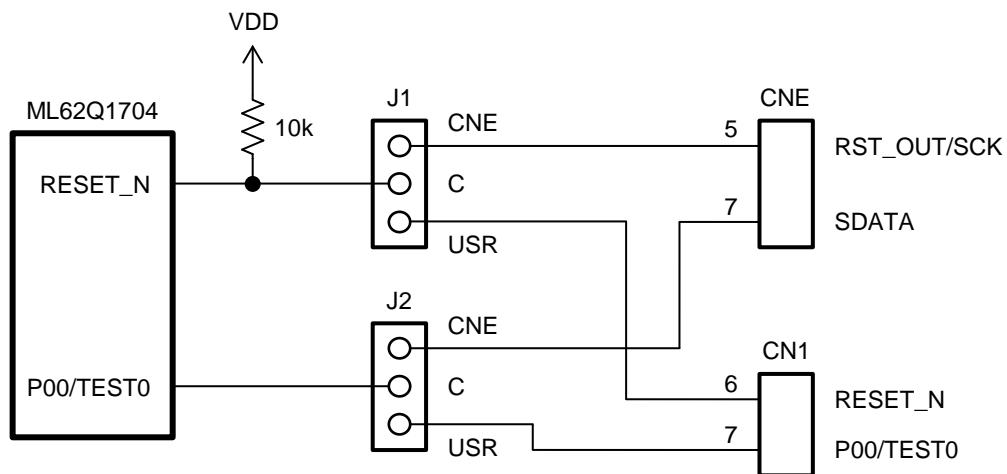 VDD
ML62Q1704
10k
RESET_N
P00/TEST0
J1
CNE
C
USR
J2
CNE
C
USR
CNE
5
RST_OUT/SCK
7
SDATA
CN1
6
RESET_N
7
P00/TEST0